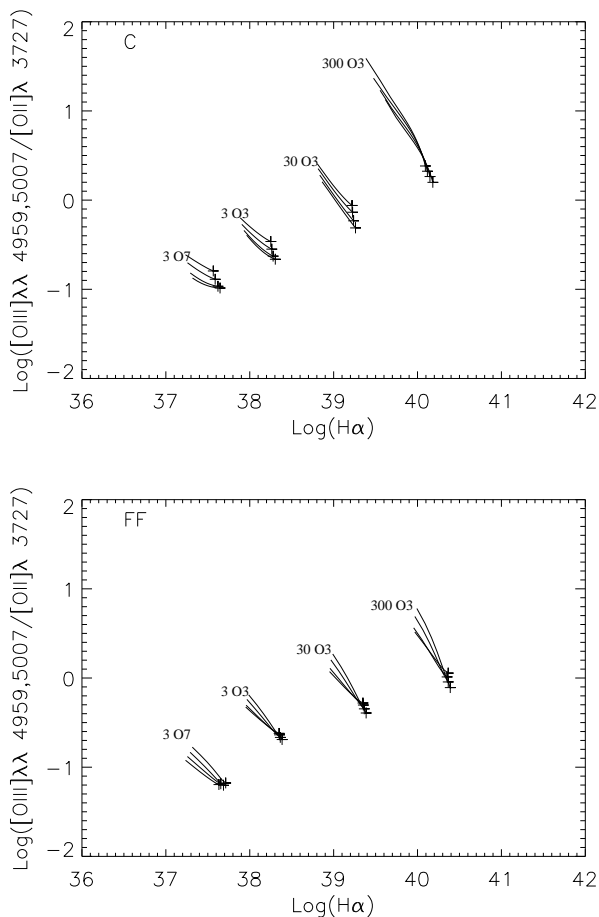 C
300 O3
30 O3
3 O3
3 O7
2
1
0
−1
−2
Log([OIII]λλ 4959,5007/[OII]λ 3727)
36 37 38 39 40 41 42
Log(Hα)
FF
300 O3
30 O3
3 O3
3 O7
2
1
0
−1
−2
Log([OIII]λλ 4959,5007/[OII]λ 3727)
36 37 38 39 40 41 42
Log(Hα)